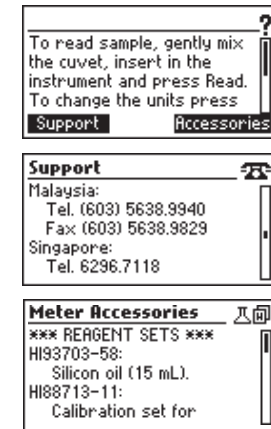 ?
To read sample, gently mix
the cuvet, insert in the
instrument and press Read.
To change the units press
Support Accessories
Support
Malaysia:
Tel. (603) 5638.9940
Fax (603) 5638.9829
Singapore:
Tel. 6296.7118
Meter Accessories
*** REAGENT SETS ***
HI93703-58:
Silicon oil (15 mL).
HI88713-11:
Calibration set for